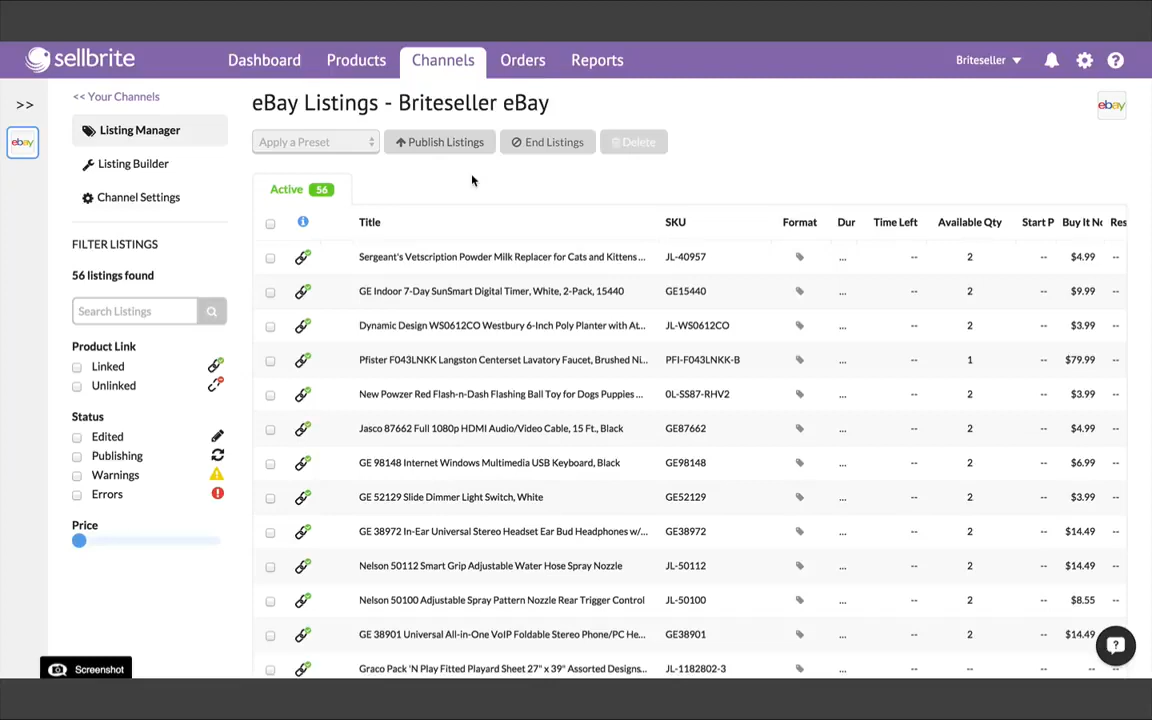 sellbrite Dashboard Products Channels Orders Reports Briteseller
>>
ebay
<< Your Channels
Listing Manager
Listing Builder
Channel Settings
FILTER LISTINGS
56 listings found
Search Listings
Product Link
Linked
Unlinked
Status
Edited
Publishing
Warnings
Errors
Price
Screenshot
eBay Listings - Briteseller eBay
ebay
Apply a Preset Publish Listings End Listings Delete
Active 56
Title SKU Format Dur Time Left Available Qty Start P Buy It No Res
Sergeant's Vetscription Powder Milk Replacer for Cats and Kittens ... JL-40957 ... -- 2 -- $4.99 --
GE Indoor 7-Day SunSmart Digital Timer, White, 2-Pack, 15440 GE15440 ... -- 2 -- $9.99 --
Dynamic Design WS0612CO Westbury 6-Inch Poly Planter with At... JL-WS0612CO ... -- 2 -- $3.99 --
Pfister F043LNKK Langston Centerset Lavatory Faucet, Brushed Ni... PFI-F043LNKK-B ... -- 1 -- $79.99 --
New Powzer Red Flash-n-Dash Flashing Ball Toy for Dogs Puppies ... 0L-SS87-RHV2 ... -- 2 -- $3.99 --
Jasco 87662 Full 1080p HDMI Audio/Video Cable, 15 Ft., Black GE87662 ... -- 2 -- $4.99 --
GE 98148 Internet Windows Multimedia USB Keyboard, Black GE98148 ... -- 2 -- $6.99 --
GE 52129 Slide Dimmer Light Switch, White GE52129 ... -- 2 -- $3.99 --
GE 38972 In-Ear Universal Stereo Headset Ear Bud Headphones w/... GE38972 ... -- 2 -- $14.49 --
Nelson 50112 Smart Grip Adjustable Water Hose Spray Nozzle JL-50112 ... -- 2 -- $14.49 --
Nelson 50100 Adjustable Spray Pattern Nozzle Rear Trigger Control JL-50100 ... -- 2 -- $8.55 --
GE 38901 Universal All-in-One VoIP Foldable Stereo Phone/PC He... GE38901 ... -- 2 -- $14.49
Graco Pack 'N Play Fitted Playard Sheet 27" x 39" Assorted Designs... JL-1182802-3 ... -- -- -- -- --